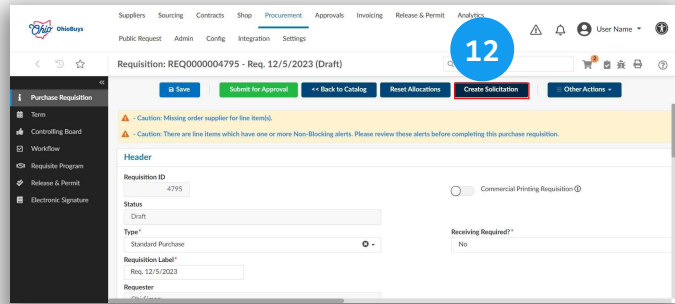 Suppliers Sourcing Contracts Shop Procurement Approvals Invoicing Release & Permit Analytics
Ohio OhioBuys
User Name
Public Request Admin Config Integration Settings
12
Requisition: REQ0000004795 - Req. 12/5/2023 (Draft)
Save Submit for Approval << Back to Catalog Reset Allocations Create Solicitation Other Actions
Purchase Requisition
Term
Controlling Board
Workflow
Requisite Program
Release & Permit
Electronic Signature
- Caution: Missing order supplier for line item(s).
- Caution: There are line items which have one or more Non-Blocking alerts. Please review these alerts before completing this purchase requisition.
Header
Requisition ID
4795
Commercial Printing Requisition
Status
Draft
Type* Receiving Required?*
Standard Purchase No
Requisition Label*
Req. 12/5/2023
Requester